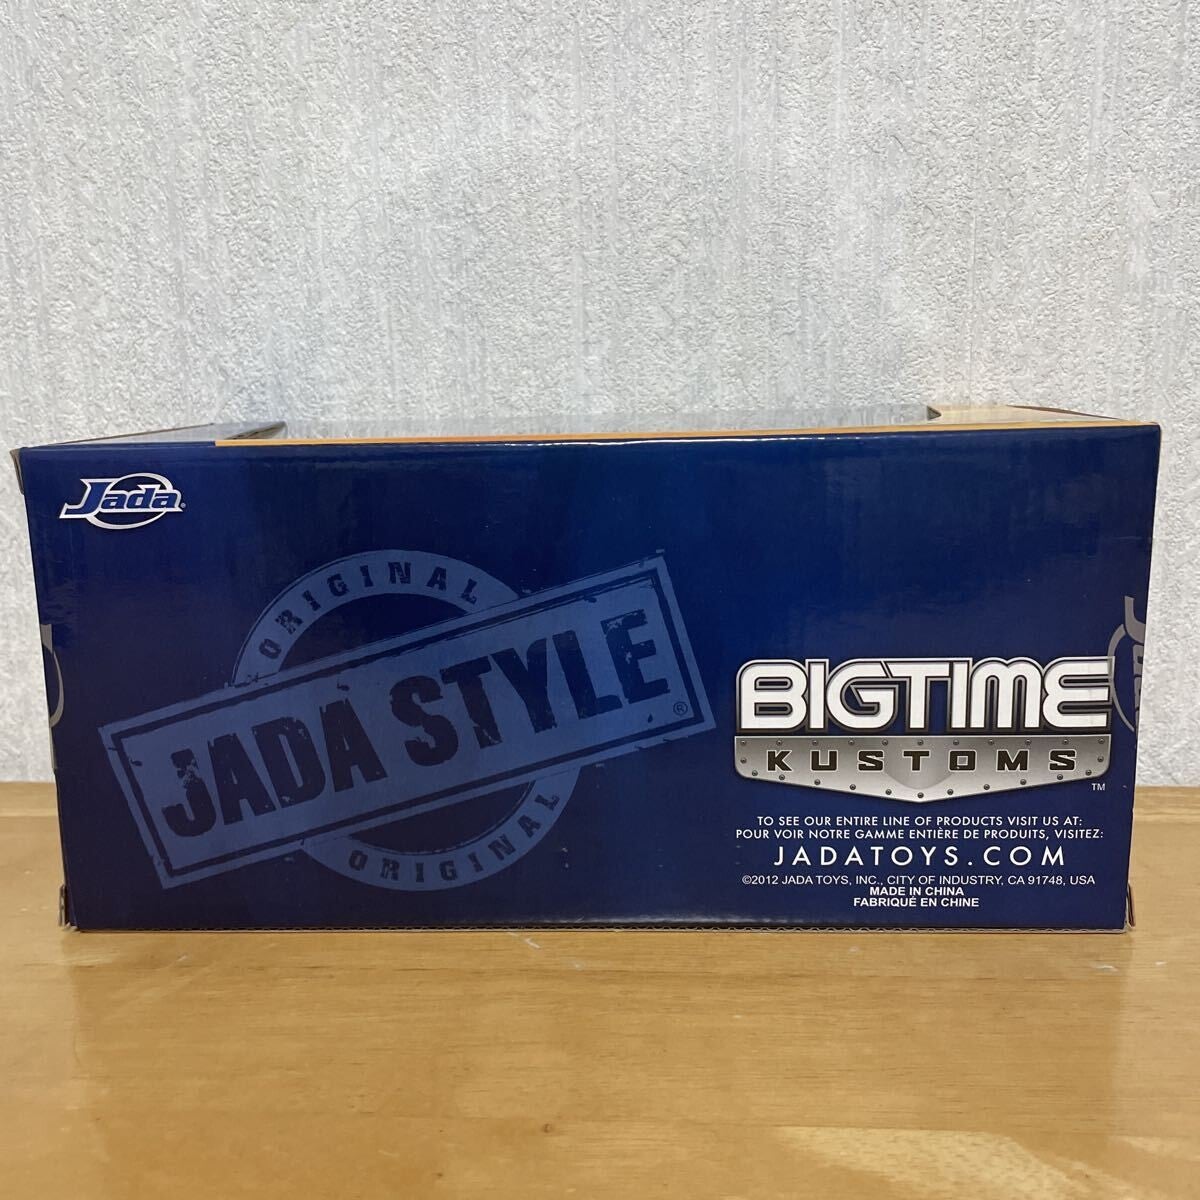 Jada®
ORIGINAL
JADA STYLE®
ORIGINAL
BIGTIME
KUSTOMS™
TO SEE OUR ENTIRE LINE OF PRODUCTS VISIT US AT:
POUR VOIR NOTRE GAMME ENTIÈRE DE PRODUITS, VISITEZ:
JADATOYS.COM
©2012 JADA TOYS, INC., CITY OF INDUSTRY, CA 91748, USA
MADE IN CHINA
FABRIQUÉ EN CHINE